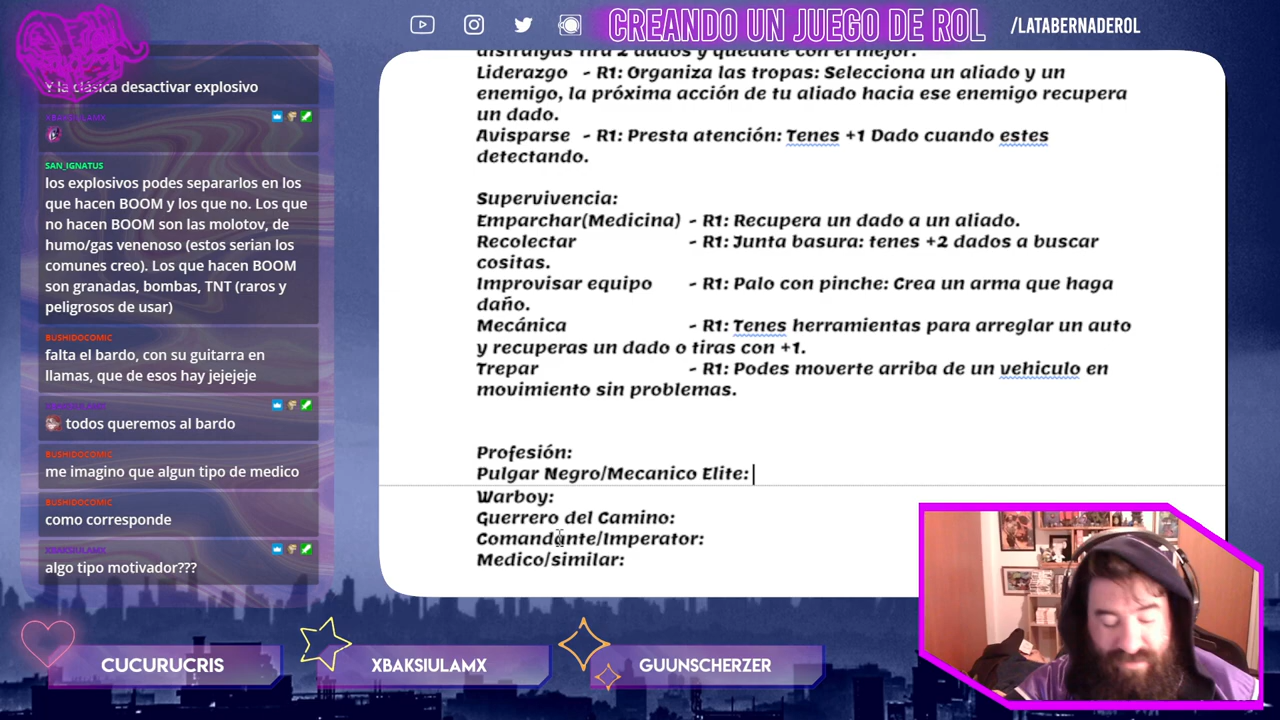 CREANDO UN JUEGO DE ROL
/LATABERNADEROL
Y la clásica desactivar explosivo
XBAKSIULAMX
SAN_IGNATUS
los explosivos podes separarlos en los
que hacen BOOM y los que no. Los que
no hacen BOOM son las molotov, de
humo/gas venenoso (estos serian los
comunes creo). Los que hacen BOOM
son granadas, bombas, TNT (raros y
peligrosos de usar)
BUSHIDOCOMIC
falta el bardo, con su guitarra en
llamas, que de esos hay jejejeje
todos queremos al bardo
BUSHIDOCOMIC
me imagino que algun tipo de medico
BUSHIDOCOMIC
como corresponde
XBAKSIULAMX
algo tipo motivador???
distraigas tira 2 dados y quedate con el mejor.
Liderazgo - R1: Organiza las tropas: Selecciona un aliado y un
enemigo, la próxima acción de tu aliado hacia ese enemigo recupera
un dado.
Avisparse - R1: Presta atención: Tenes +1 Dado cuando estes
detectando.
Supervivencia:
Emparchar(Medicina) - R1: Recupera un dado a un aliado.
Recolectar - R1: Junta basura: tenes +2 dados a buscar
cositas.
Improvisar equipo - R1: Palo con pinche: Crea un arma que haga
daño.
Mecánica - R1: Tenes herramientas para arreglar un auto
y recuperas un dado o tiras con +1.
Trepar - R1: Podes moverte arriba de un vehiculo en
movimiento sin problemas.
Profesión:
Pulgar Negro/Mecanico Elite:
Warboy:
Guerrero del Camino:
Comandante/Imperator:
Medico/similar:
CUCURUCRIS
XBAKSIULAMX
GUUNSCHERZER